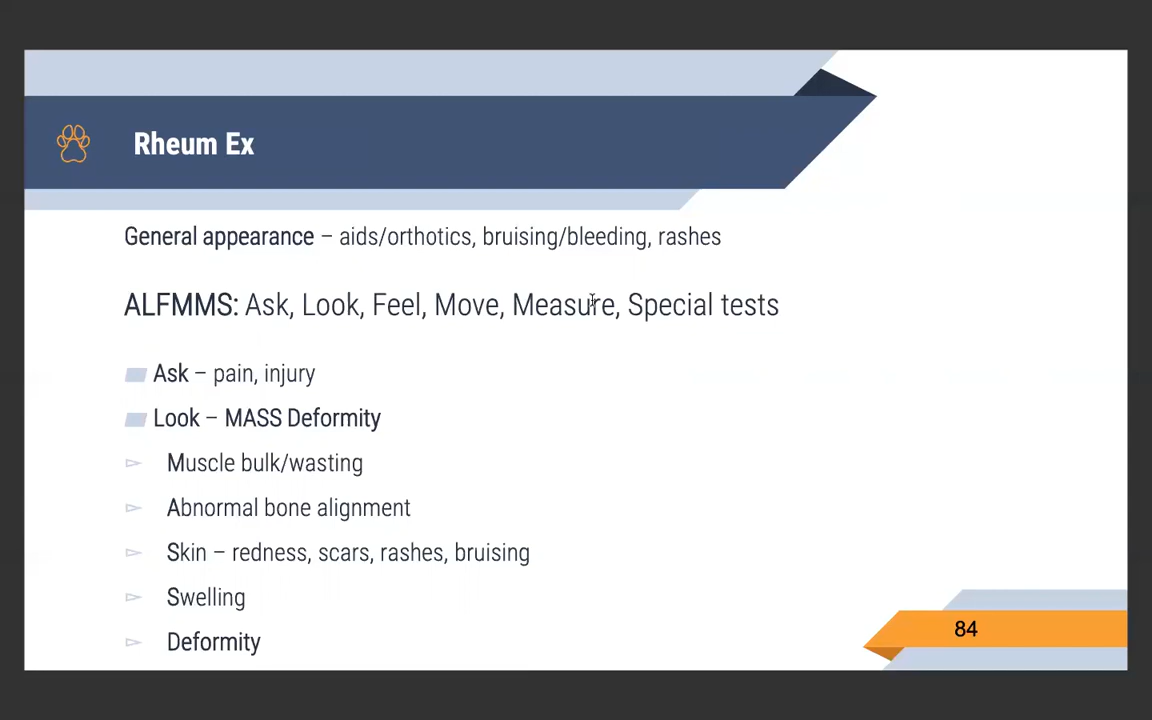 Rheum Ex
General appearance – aids/orthotics, bruising/bleeding, rashes
ALFMMS: Ask, Look, Feel, Move, Measure, Special tests
Ask – pain, injury
Look – MASS Deformity
Muscle bulk/wasting
Abnormal bone alignment
Skin – redness, scars, rashes, bruising
Swelling
Deformity
84